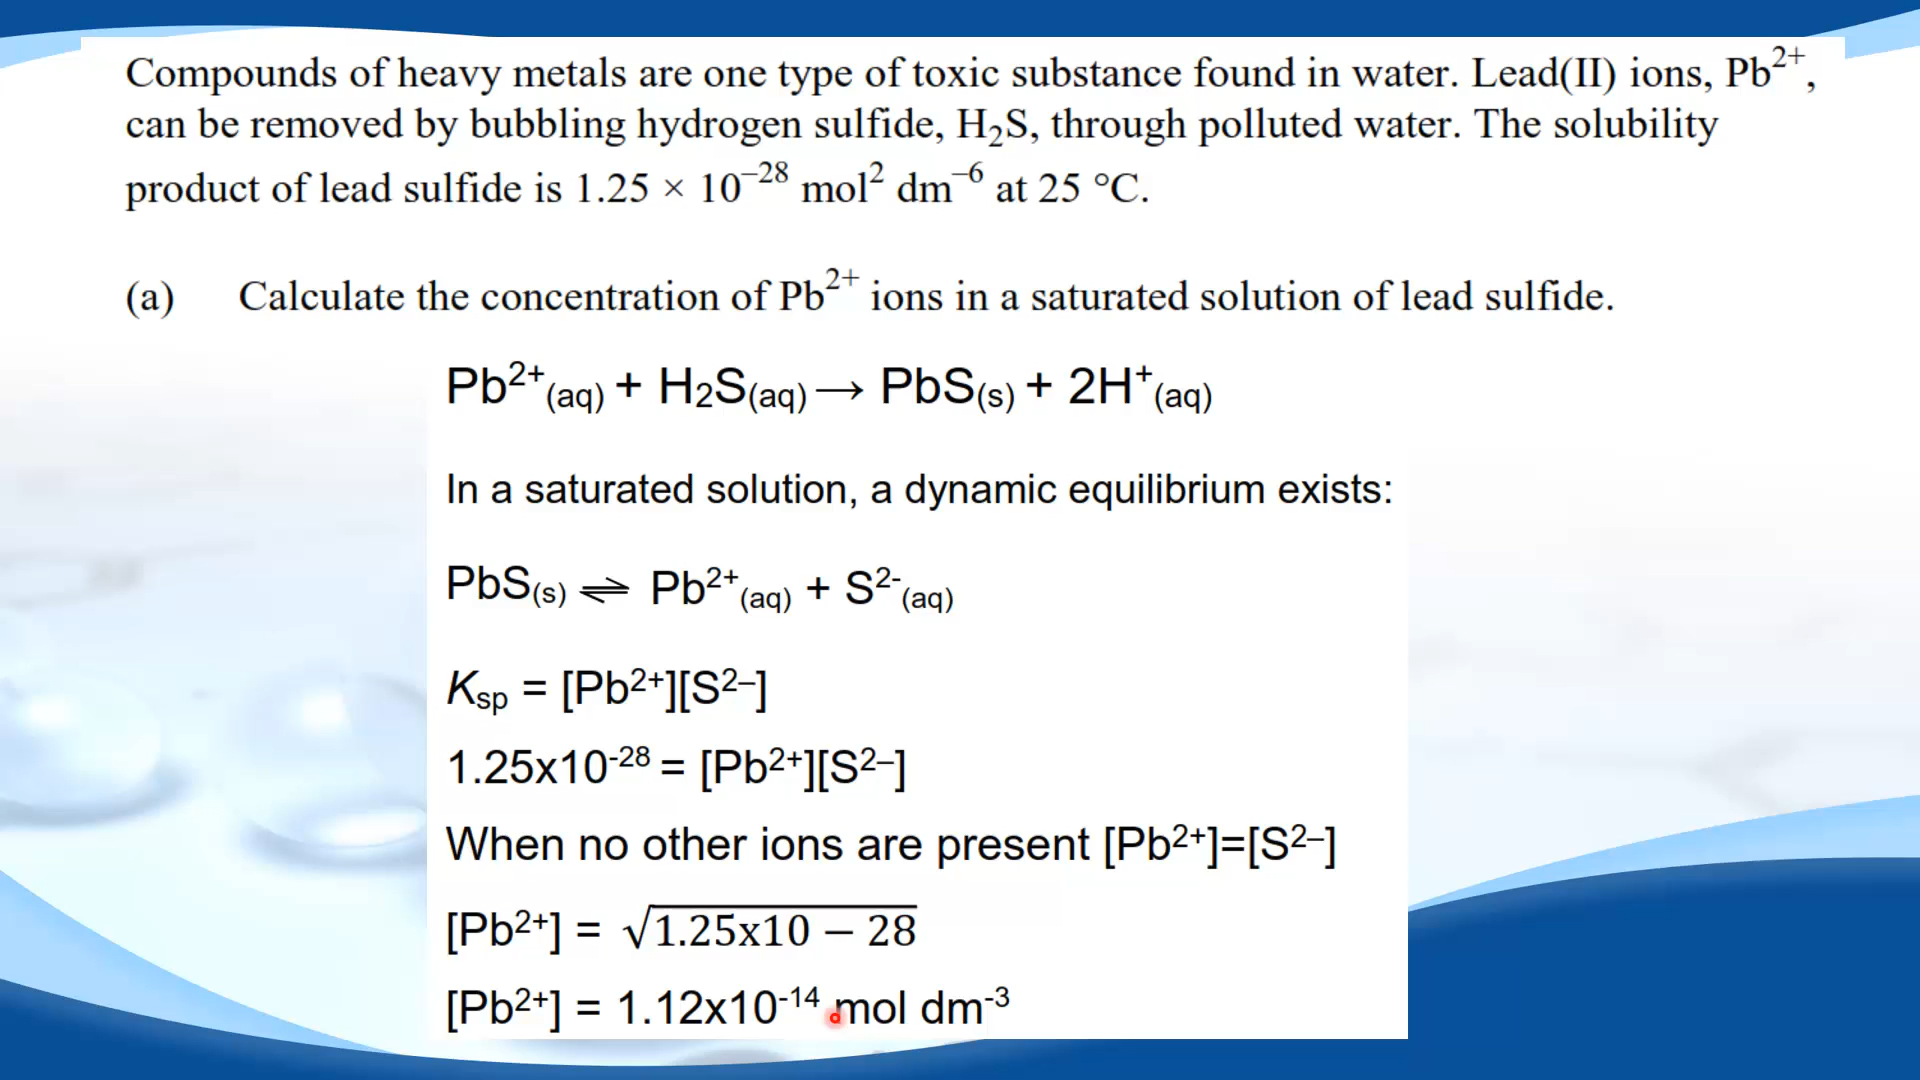 Compounds of heavy metals are one type of toxic substance found in water. Lead(II) ions, Pb²⁺,
can be removed by bubbling hydrogen sulfide, H₂S, through polluted water. The solubility
product of lead sulfide is 1.25 × 10⁻²⁸ mol² dm⁻⁶ at 25 °C.
(a) Calculate the concentration of Pb²⁺ ions in a saturated solution of lead sulfide.
Pb²⁺(aq) + H₂S(aq) → PbS(s) + 2H⁺(aq)
In a saturated solution, a dynamic equilibrium exists:
PbS(s) ⇌ Pb²⁺(aq) + S²⁻(aq)
Ksp = [Pb²⁺][S²⁻]
1.25x10⁻²⁸ = [Pb²⁺][S²⁻]
When no other ions are present [Pb²⁺]=[S²⁻]
[Pb²⁺] = √1.25x10 – 28
[Pb²⁺] = 1.12x10⁻¹⁴ mol dm⁻³